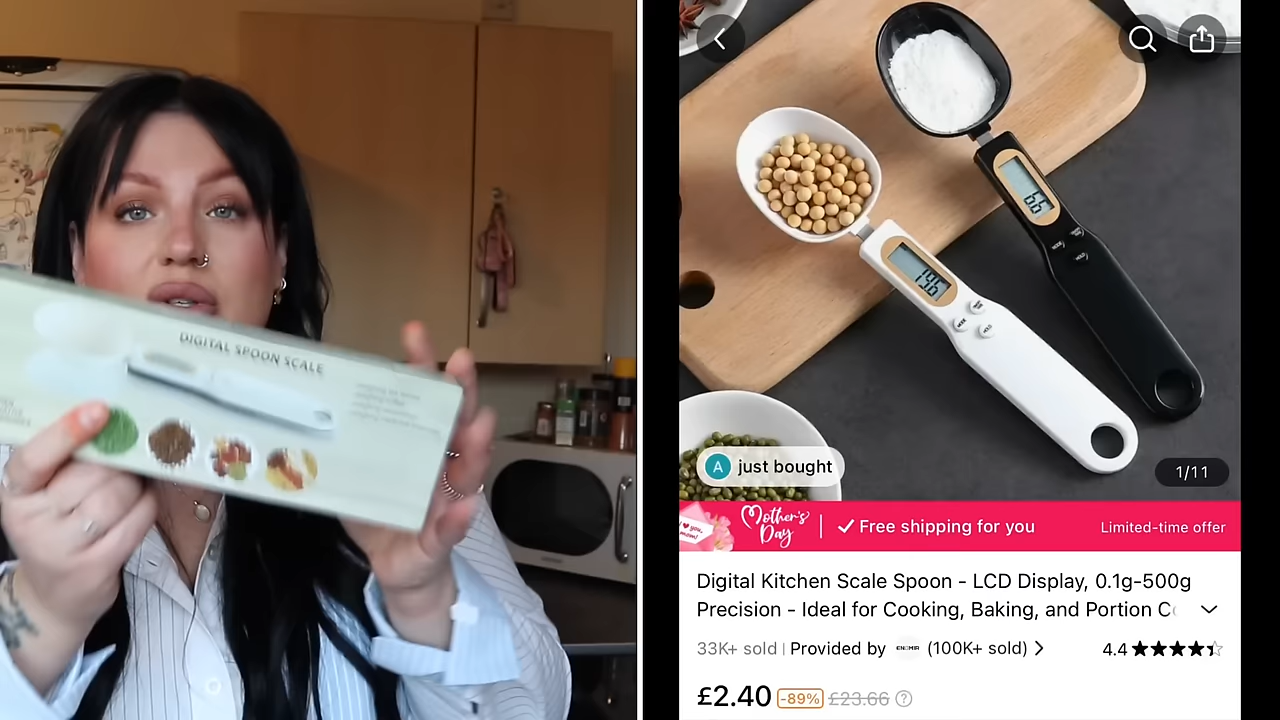 DIGITAL SPOON SCALE
A just bought
1/11
Mother's
Day
Free shipping for you
Limited-time offer
Digital Kitchen Scale Spoon - LCD Display, 0.1g-500g
Precision - Ideal for Cooking, Baking, and Portion C
33K+ sold | Provided by ENOMIR (100K+ sold)
4.4
£2.40 -89% £23.66 ?